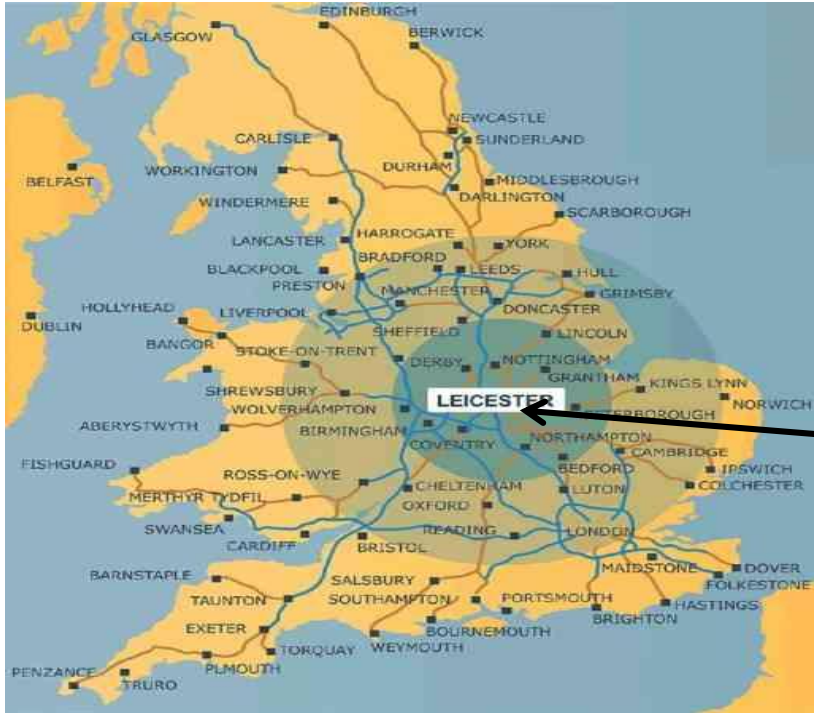 EDINBURGH
GLASGOW
BERWICK
NEWCASTLE
CARLISLE
SUNDERLAND
WORKINGTON
DURHAM
BELFAST
MIDDLESBROUGH
DARLINGTON
WINDERMERE
SCARBOROUGH
HARROGATE
LANCASTER
YORK
BRADFORD
BLACKPOOL
LEEDS
HULL
PRESTON
MANCHESTER
GRIMSBY
HOLLYHEAD
LIVERPOOL
DONCASTER
DUBLIN
SHEFFIELD
LINCOLN
BANGOR
STOKE-ON-TRENT
DERBY
NOTTINGHAM
GRANTHAM
KINGS LYNN
SHREWSBURY
LEICESTER
NORWICH
WOLVERHAMPTON
ETERBOROUGH
ABERYSTWYTH
BIRMINGHAM
COVENTRY
NORTHAMPTON
CAMBRIDGE
FISHGUARD
ROSS-ON-WYE
BEDFORD
IPSWICH
CHELTENHAM
LUTON
COLCHESTER
MERTHYR TYDFIL
OXFORD
SWANSEA
READING
LONDON
CARDIFF
BRISTOL
MAIDSTONE
DOVER
BARNSTAPLE
SALSBURY
FOLKESTONE
TAUNTON
SOUTHAMPTON
PORTSMOUTH
HASTINGS
BRIGHTON
EXETER
BOURNEMOUTH
TORQUAY
WEYMOUTH
PENZANCE
PLMOUTH
TRURO